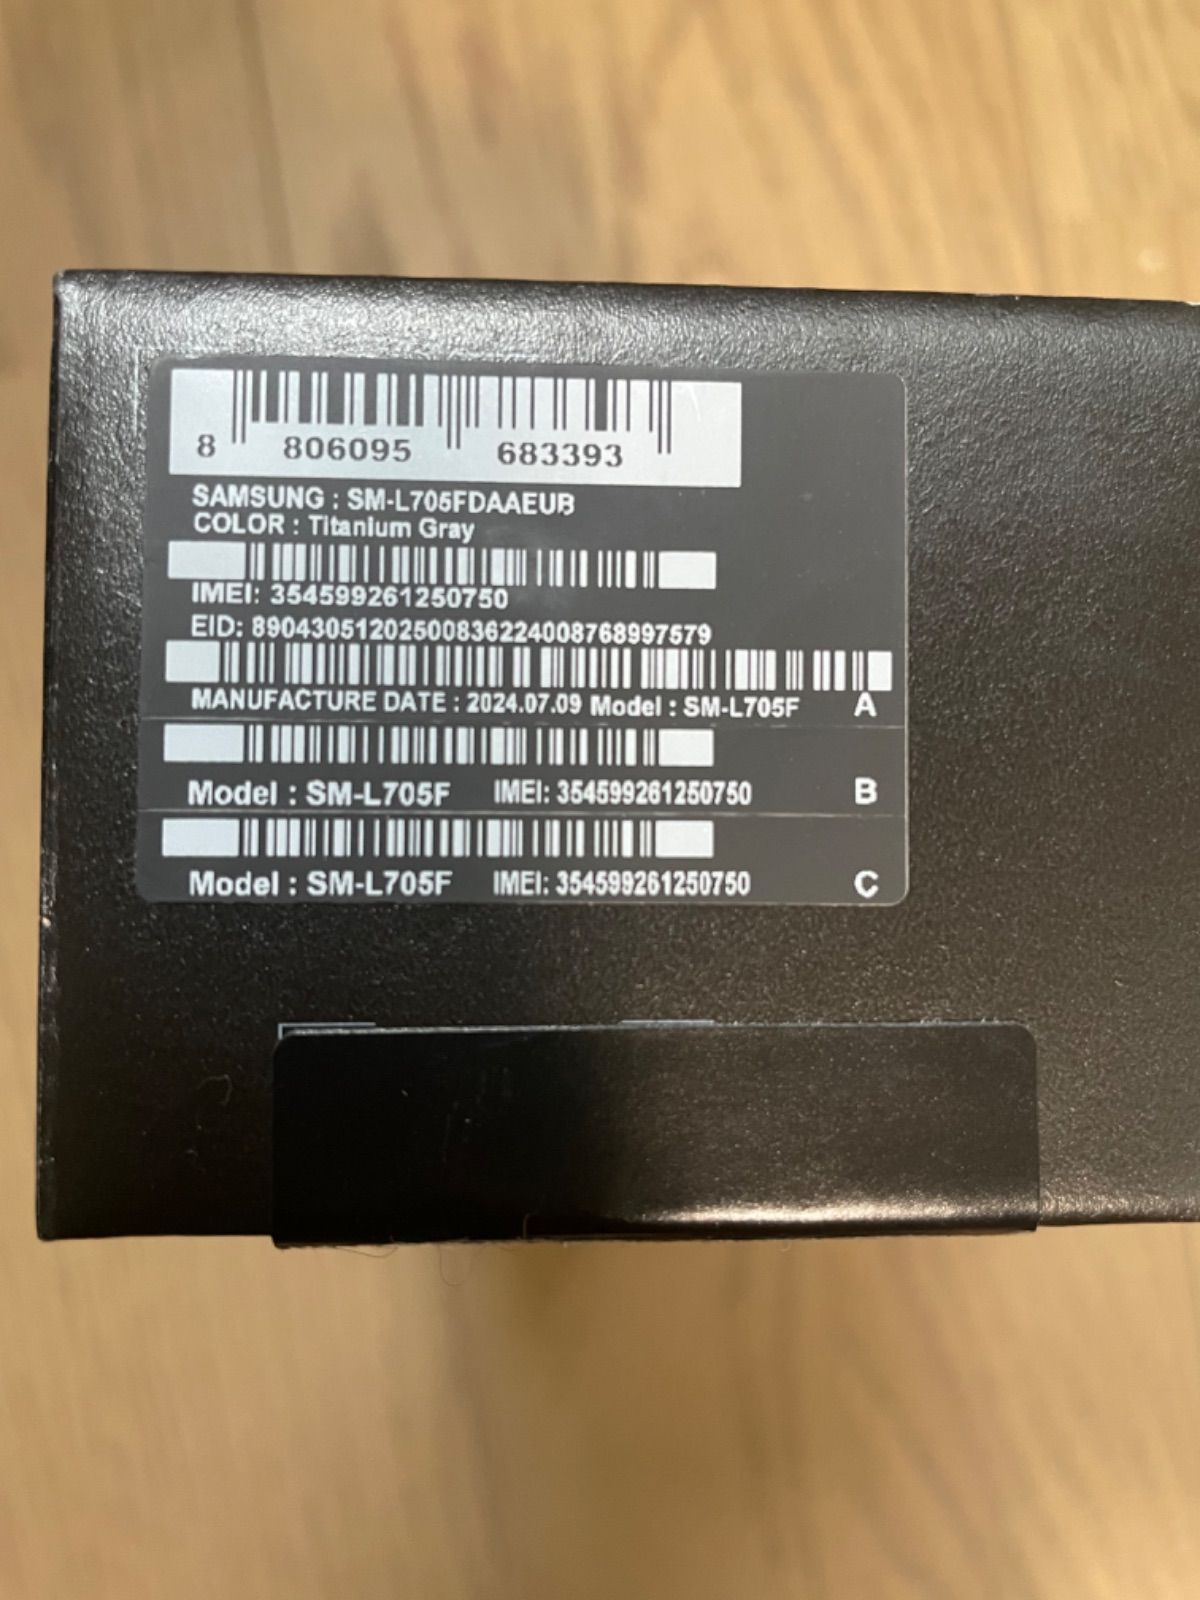 8 806095 683393
SAMSUNG : SM-L705FDAAEUB
COLOR : Titanium Gray
IMEI: 354599261250750
EID: 89043051202500836224008768997579
MANUFACTURE DATE : 2024.07.09 Model : SM-L705F A
Model : SM-L705F IMEI: 354599261250750 B
Model : SM-L705F IMEI: 354599261250750 C